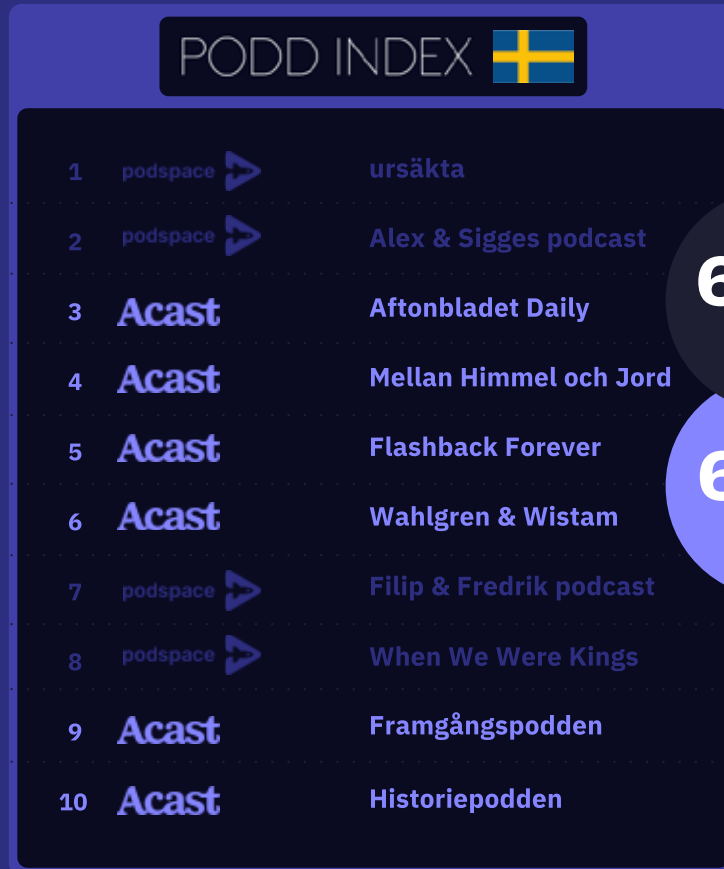 PODD INDEX
1 podspace ursäkta
2 podspace Alex & Sigges podcast
3 Acast Aftonbladet Daily
4 Acast Mellan Himmel och Jord
5 Acast Flashback Forever
6 Acast Wahlgren & Wistam
7 podspace Filip & Fredrik podcast
8 podspace When We Were Kings
9 Acast Framgångspodden
10 Acast Historiepodden